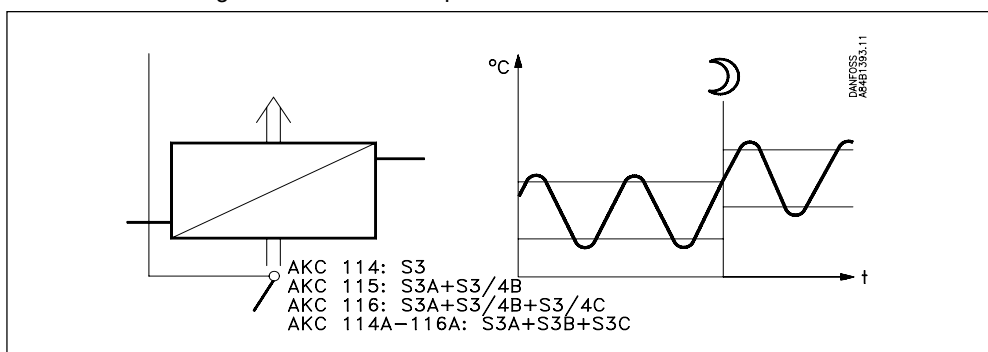 °C
DANFOSS
A84B1393.11
t
AKC 114: S3
AKC 115: S3A+S3/4B
AKC 116: S3A+S3/4B+S3/4C
AKC 114A-116A: S3A+S3B+S3C